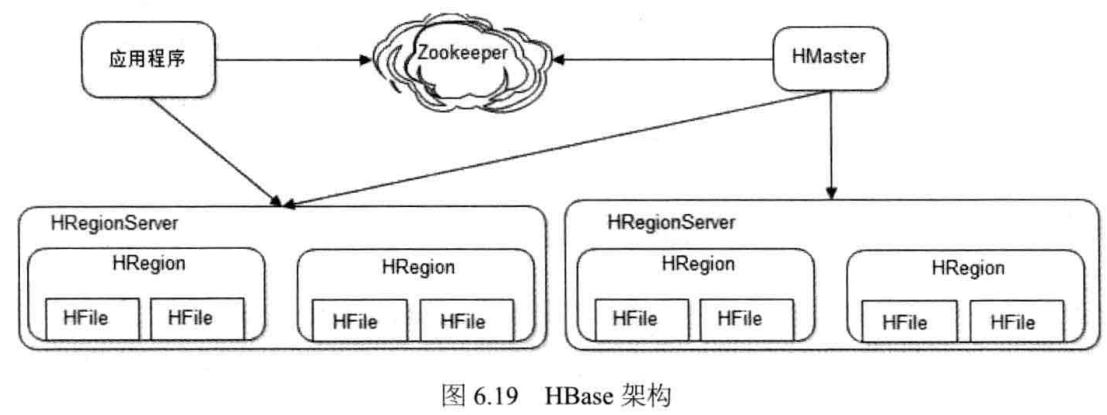 应用程序
Zookeeper
HMaster
HRegionServer
HRegion
HFile HFile
HRegion
HFile HFile
HRegionServer
HRegion
HFile HFile
HRegion
HFile HFile
图 6.19 HBase 架构